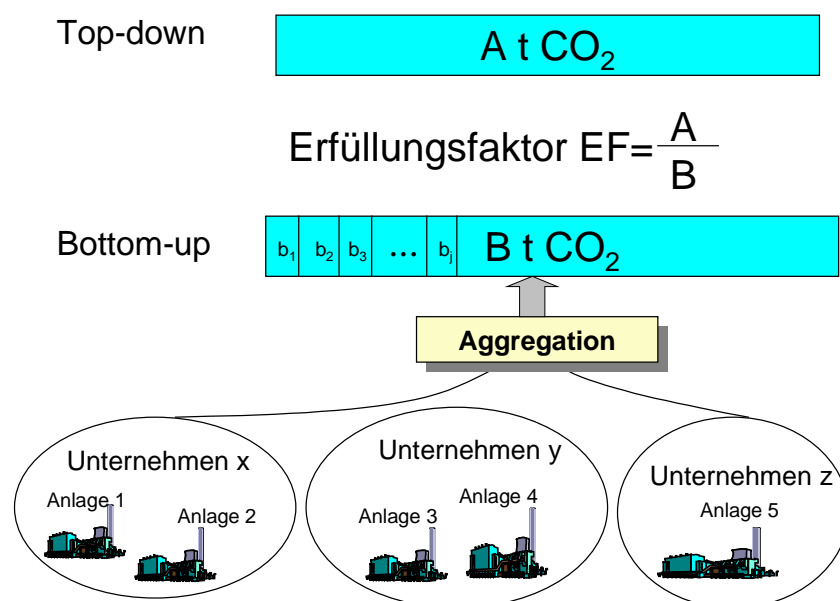 Top-down
A t CO₂
Erfüllungsfaktor EF=A/B
Bottom-up
b₁ b₂ b₃ ... bⱼ B t CO₂
Aggregation
Unternehmen x
Anlage 1
Anlage 2
Unternehmen y
Anlage 3
Anlage 4
Unternehmen z
Anlage 5